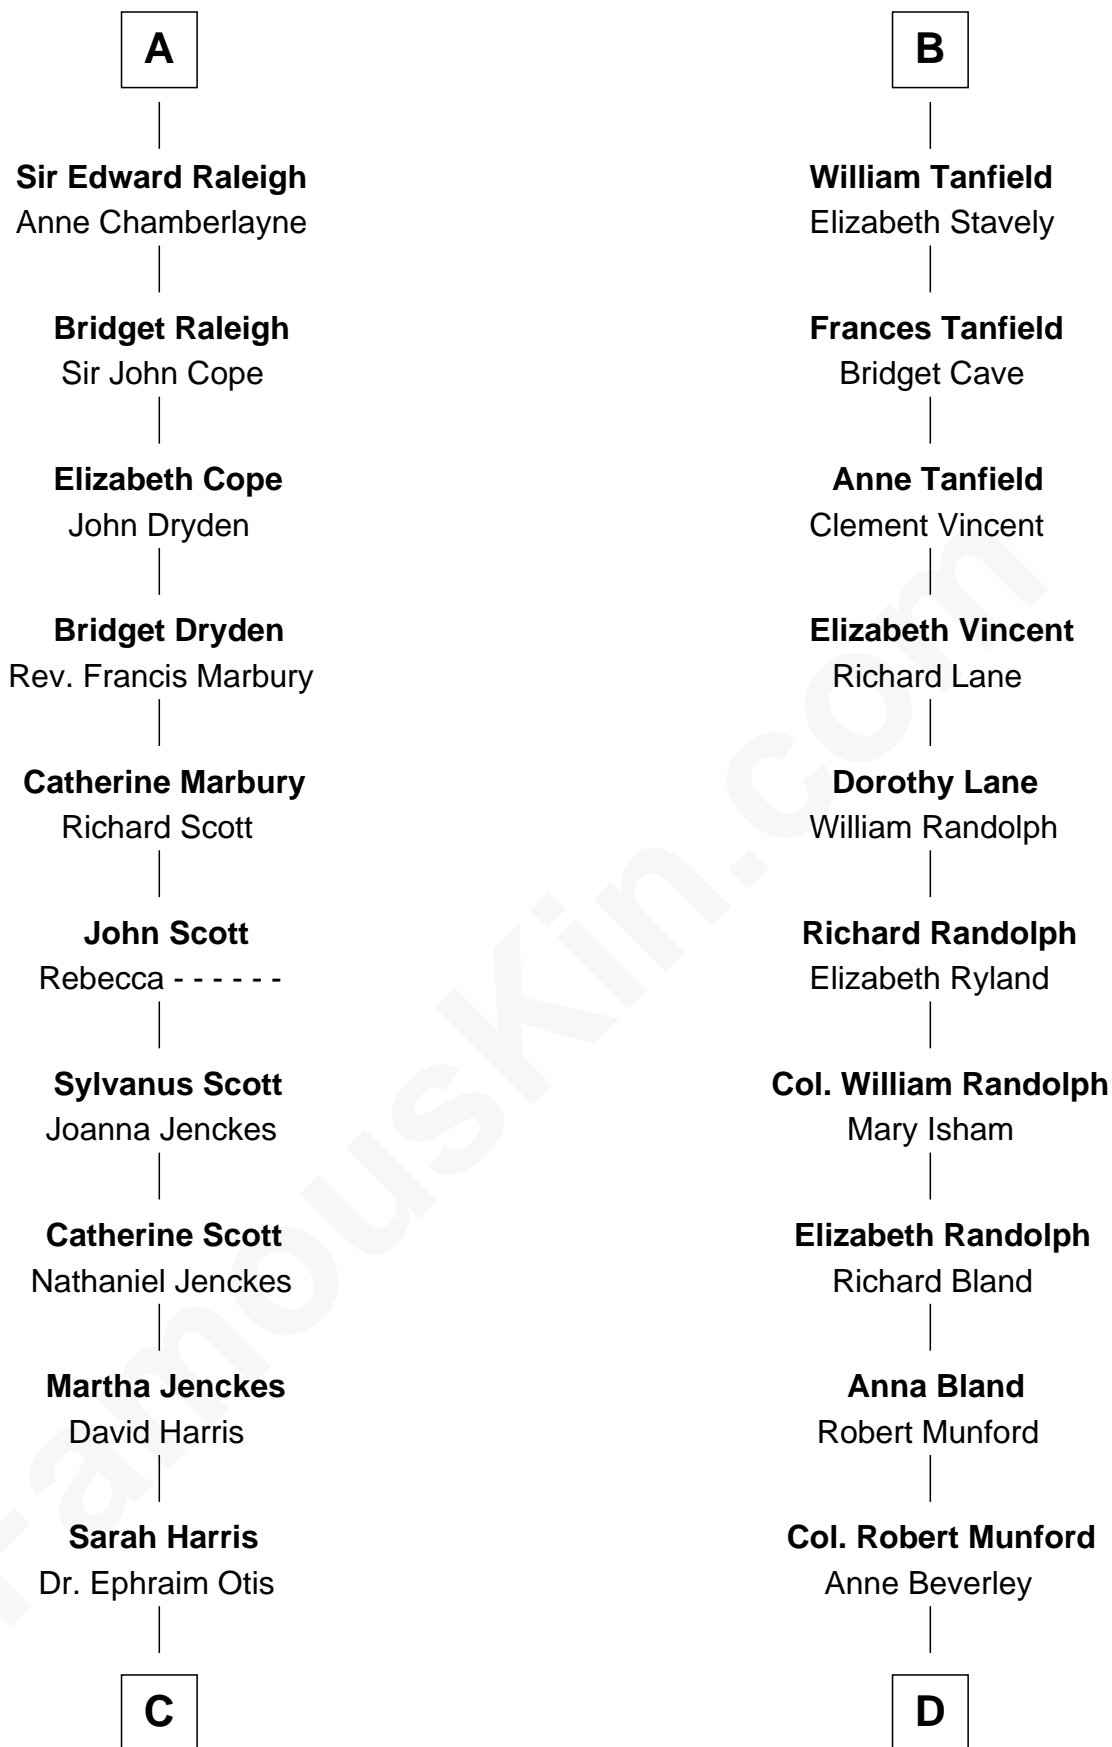 A
Sir Edward Raleigh
Anne Chamberlayne
Bridget Raleigh
Sir John Cope
Elizabeth Cope
John Dryden
Bridget Dryden
Rev. Francis Marbury
Catherine Marbury
Richard Scott
John Scott
Rebecca - - - - - -
Sylvanus Scott
Joanna Jenckes
Catherine Scott
Nathaniel Jenckes
Martha Jenckes
David Harris
Sarah Harris
Dr. Ephraim Otis
C
B
William Tanfield
Elizabeth Stavely
Frances Tanfield
Bridget Cave
Anne Tanfield
Clement Vincent
Elizabeth Vincent
Richard Lane
Dorothy Lane
William Randolph
Richard Randolph
Elizabeth Ryland
Col. William Randolph
Mary Isham
Elizabeth Randolph
Richard Bland
Anna Bland
Robert Munford
Col. Robert Munford
Anne Beverley
D
FamousKin.com